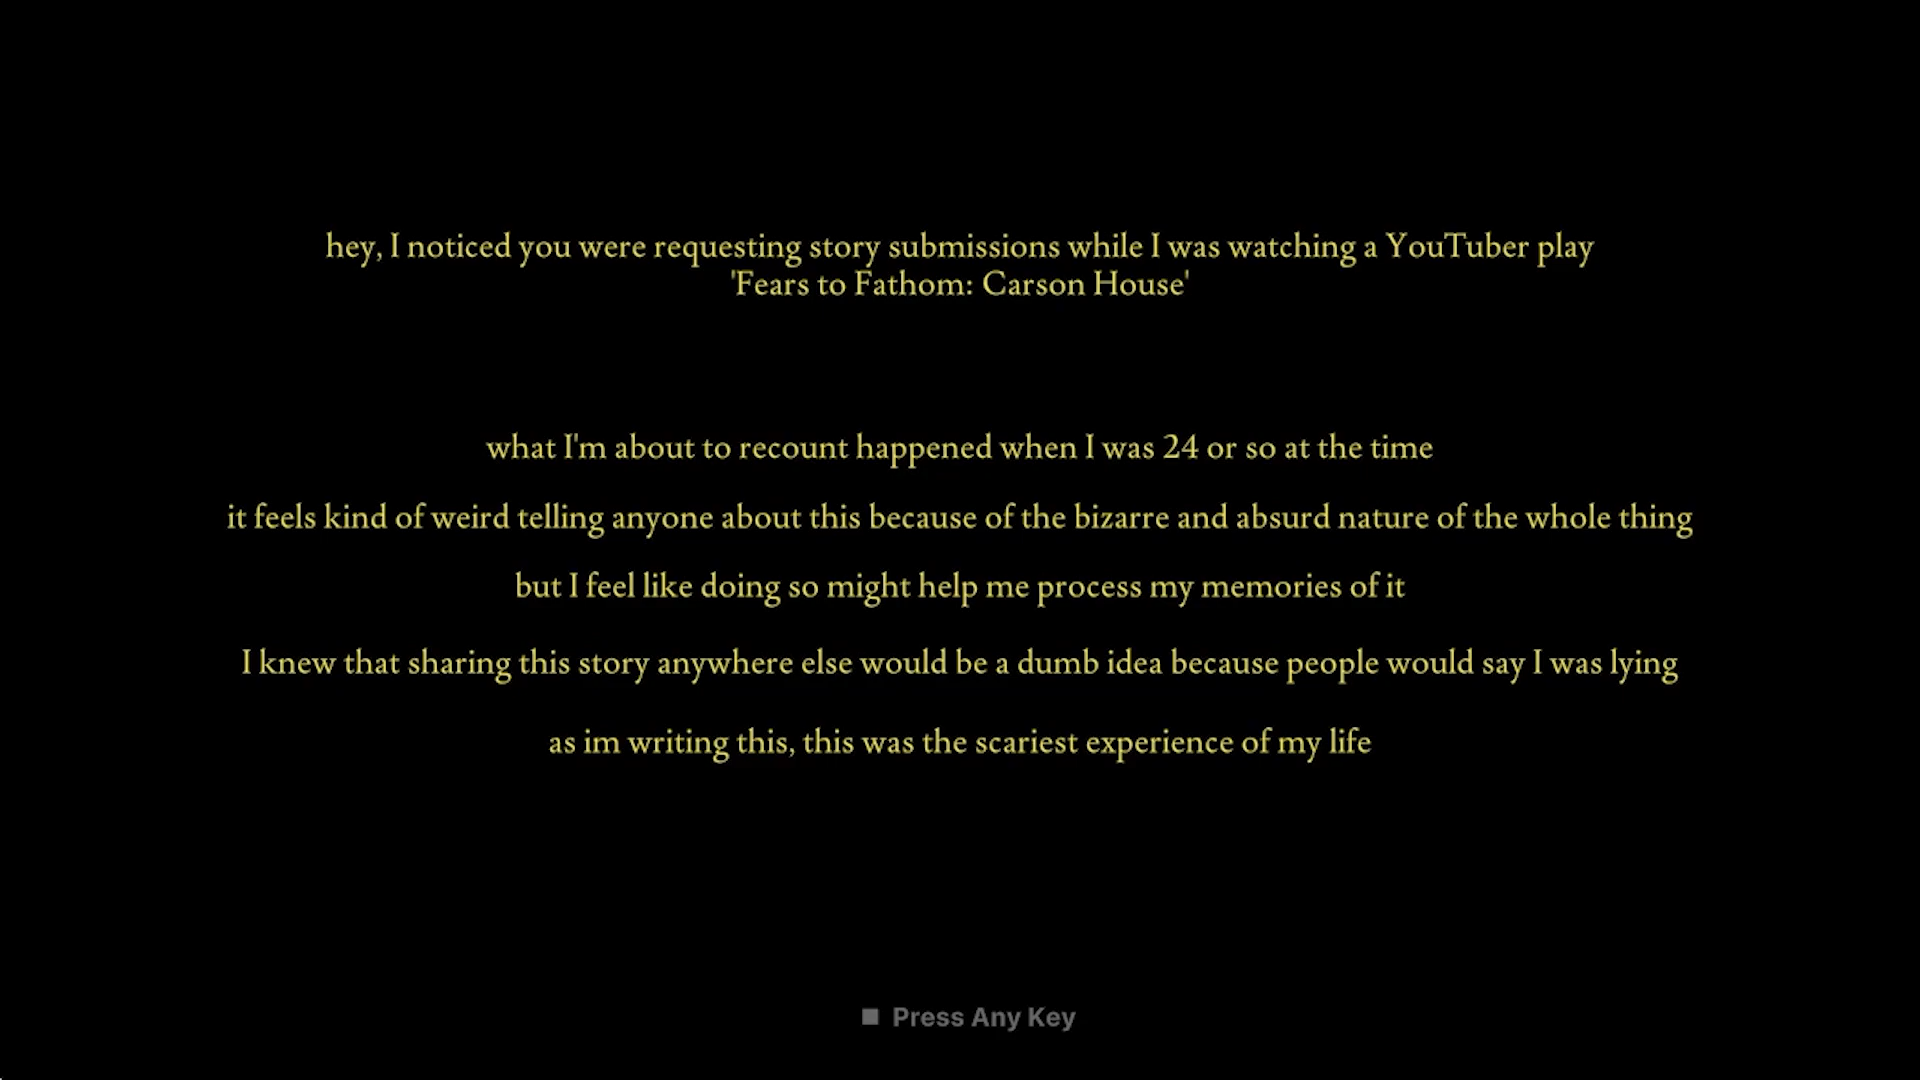 hey, I noticed you were requesting story submissions while I was watching a YouTuber play
'Fears to Fathom: Carson House'
what I'm about to recount happened when I was 24 or so at the time
it feels kind of weird telling anyone about this because of the bizarre and absurd nature of the whole thing
but I feel like doing so might help me process my memories of it
I knew that sharing this story anywhere else would be a dumb idea because people would say I was lying
as im writing this, this was the scariest experience of my life
Press Any Key